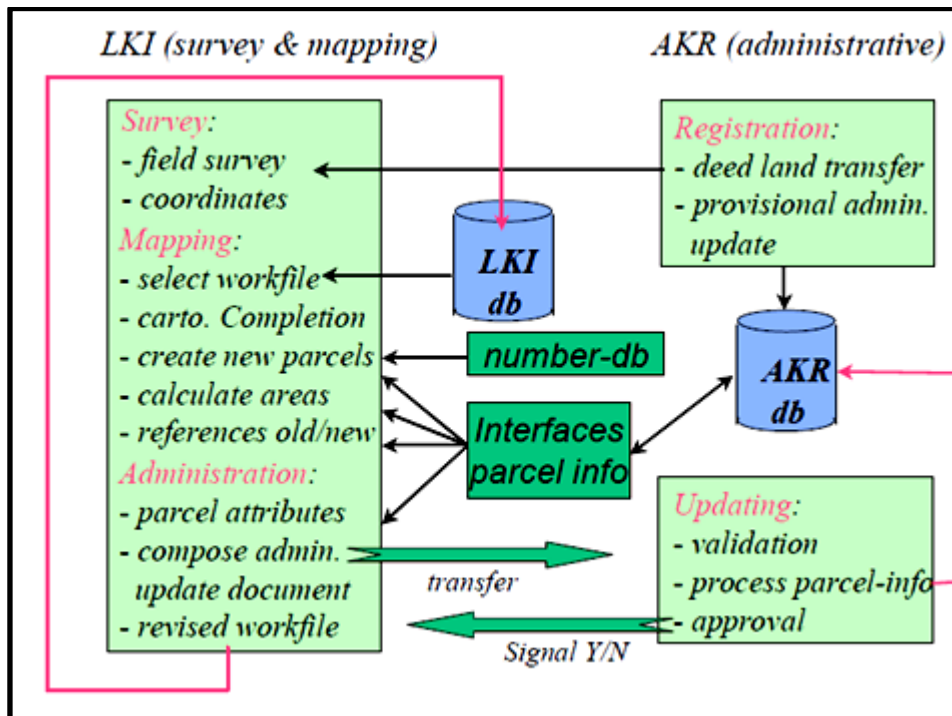 LKI (survey & mapping)
AKR (administrative)
Survey:
- field survey
- coordinates
Mapping:
- select workfile
- carto. Completion
- create new parcels
- calculate areas
- references old/new
Administration:
- parcel attributes
- compose admin.
update document
- revised workfile
LKI
db
number-db
Interfaces
parcel info
transfer
Signal Y/N
Registration:
- deed land transfer
- provisional admin.
update
AKR
db
Updating:
- validation
- process parcel-info
- approval